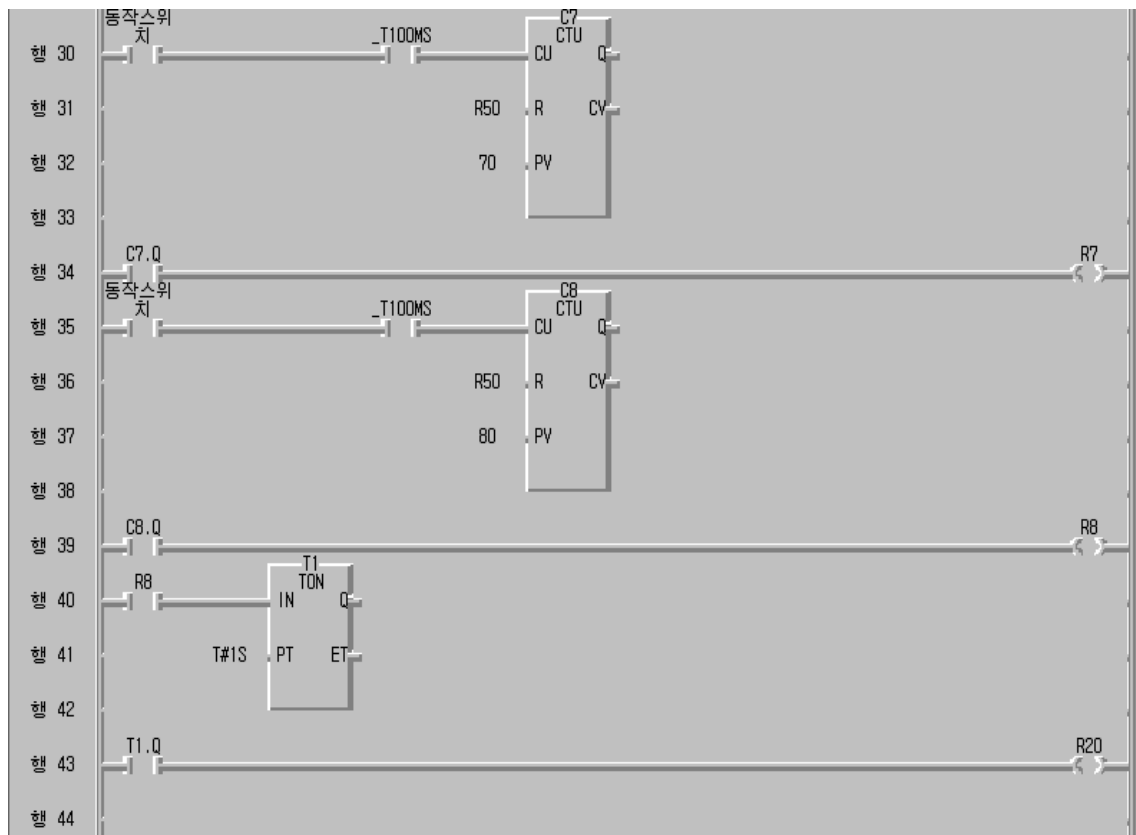 동작스위
치 _T100MS C7
CTU
행 30 CU Q
행 31 R50 R CV
행 32 70 PV
행 33
C7.Q R7
행 34
동작스위
치 _T100MS C8
CTU
행 35 CU Q
행 36 R50 R CV
행 37 80 PV
행 38
C8.Q R8
행 39
T1
R8 TON
행 40 IN Q
행 41 T#1S PT ET
행 42
T1.Q R20
행 43
행 44